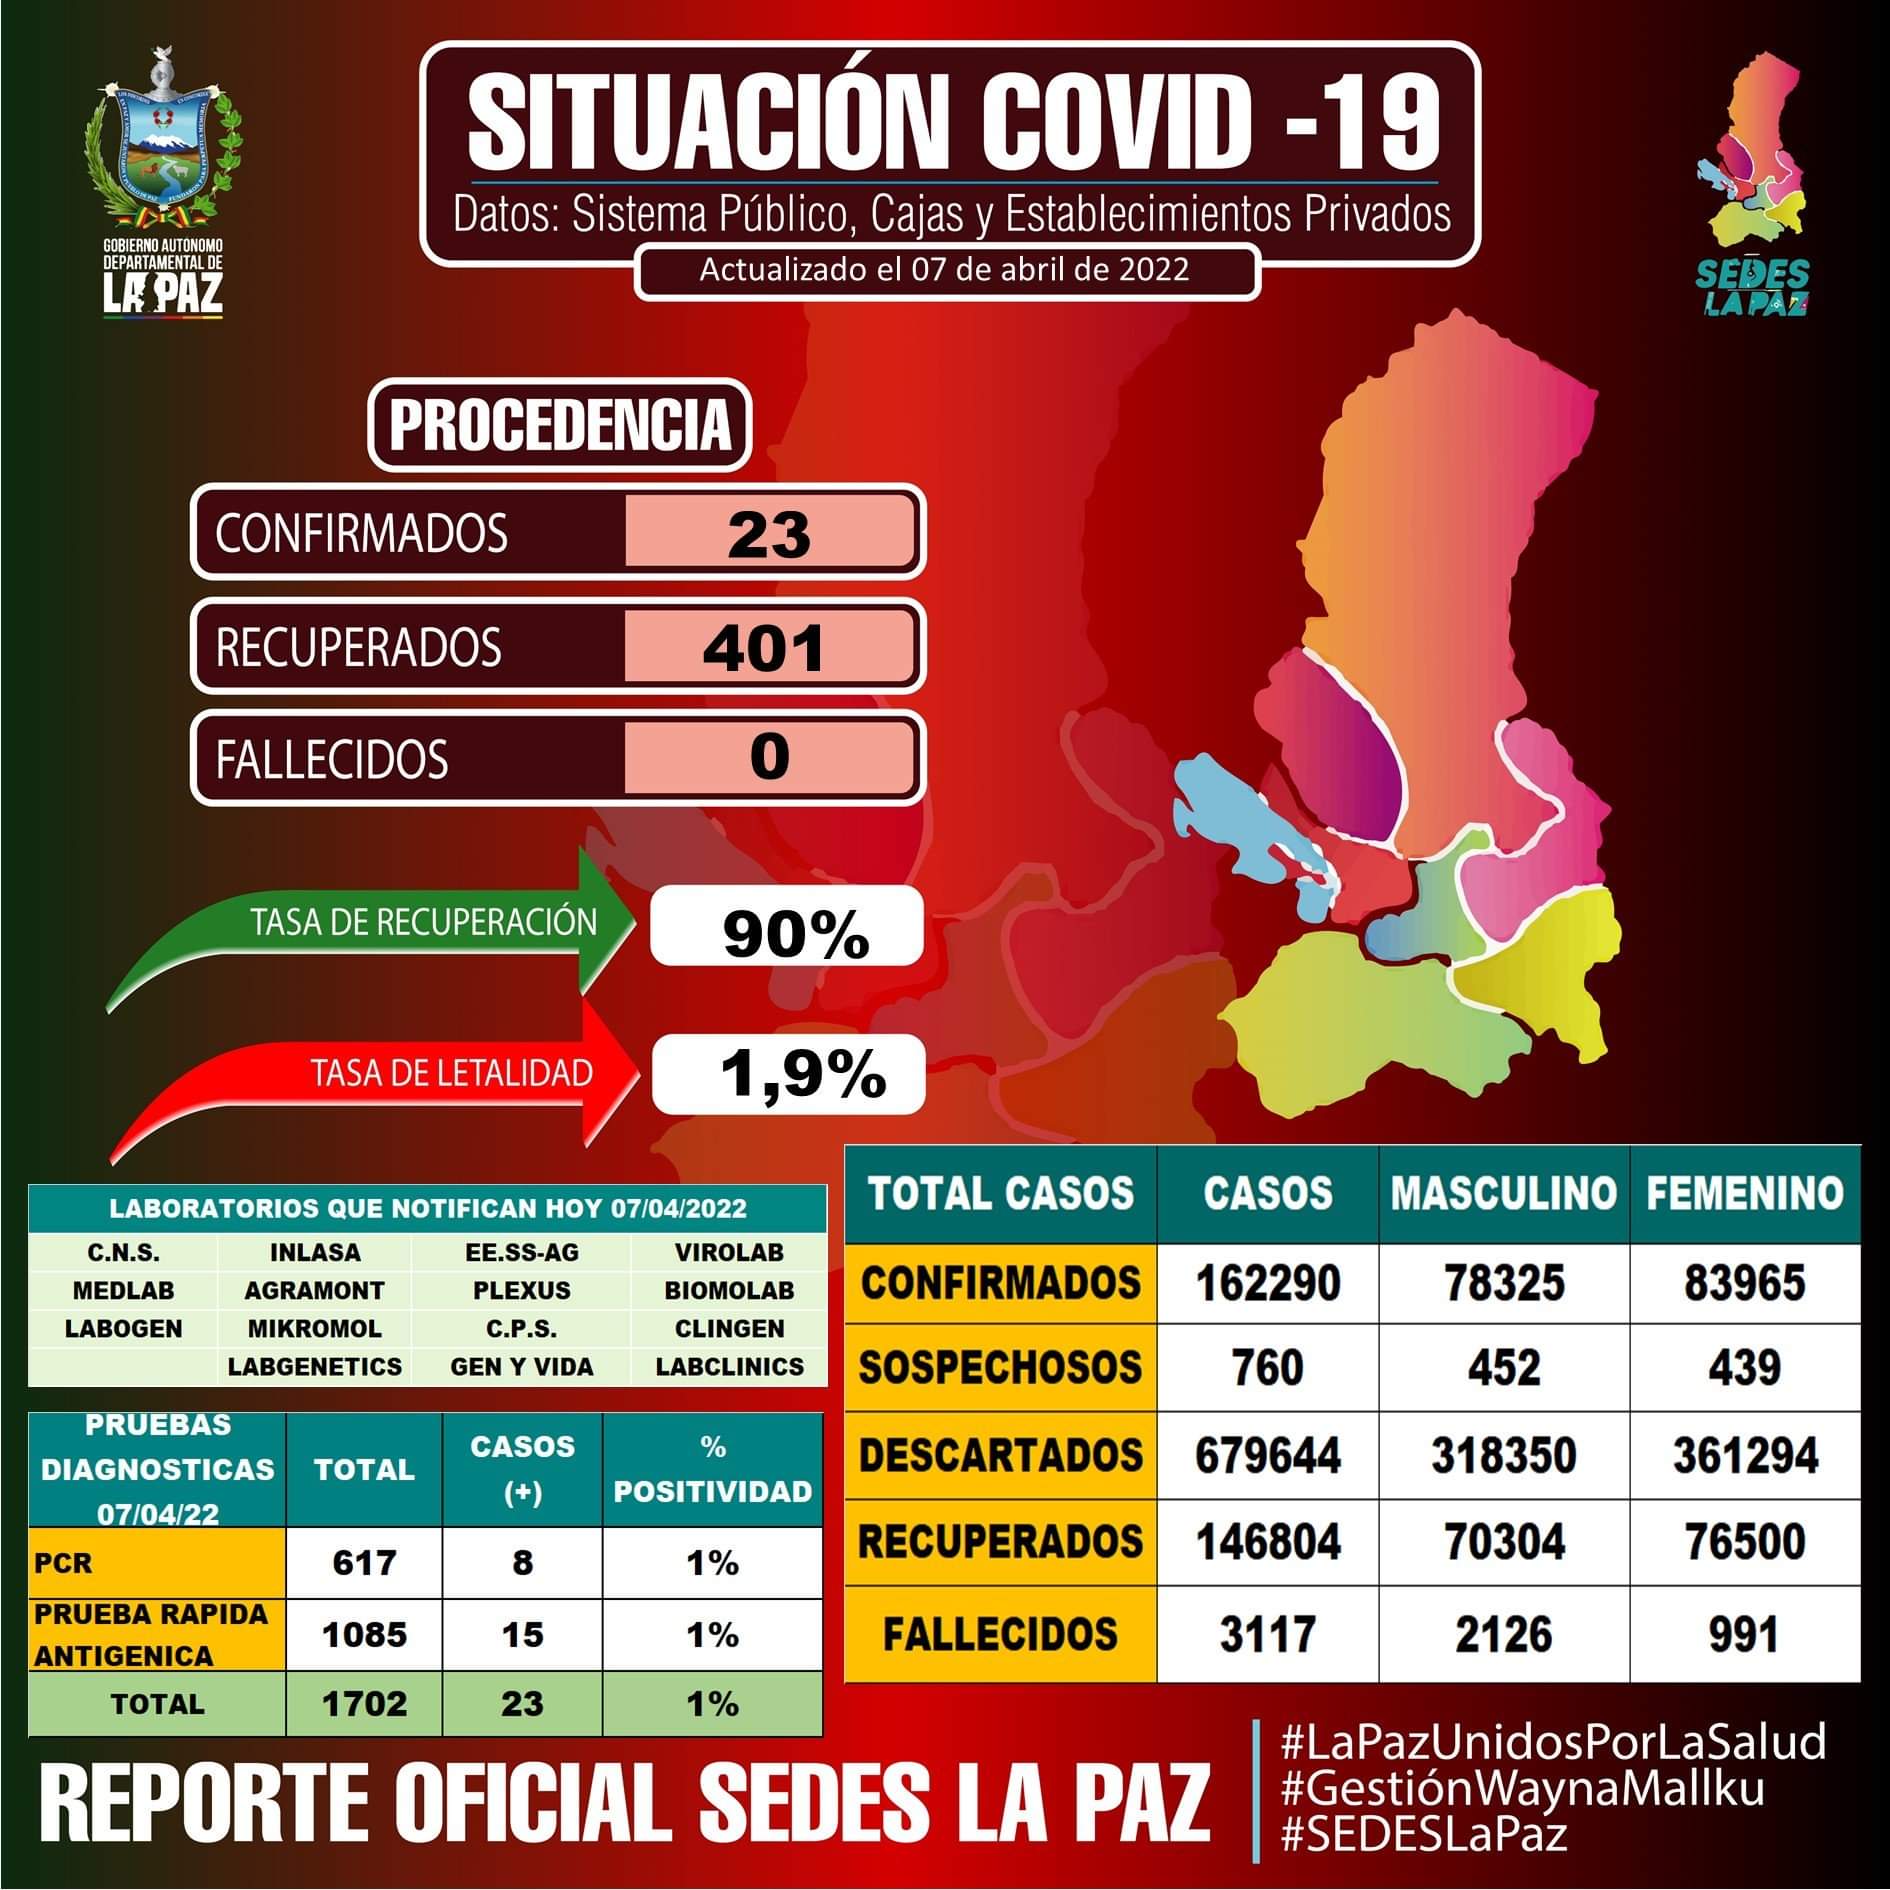 SITUACIÓN COVID -19
Datos: Sistema Público, Cajas y Establecimientos Privados
Actualizado el 07 de abril de 2022
GOBIERNO AUTÓNOMO
DEPARTAMENTAL DE
LA PAZ
SEDES
LA PAZ
PROCEDENCIA
CONFIRMADOS 23
RECUPERADOS 401
FALLECIDOS 0
TASA DE RECUPERACIÓN 90%
TASA DE LETALIDAD 1,9%
LABORATORIOS QUE NOTIFICAN HOY 07/04/2022
C.N.S. INLASA EE.SS-AG VIROLAB
MEDLAB AGRAMONT PLEXUS BIOMOLAB
LABOGEN MIKROMOL C.P.S. CLINGEN
LABGENETICS GEN Y VIDA LABCLINICS
PRUEBAS
DIAGNOSTICAS
07/04/22
TOTAL
CASOS
(+)
%
POSITIVIDAD
PCR 617 8 1%
PRUEBA RAPIDA
ANTIGENICA
1085 15 1%
TOTAL 1702 23 1%
TOTAL CASOS CASOS MASCULINO FEMENINO
CONFIRMADOS 162290 78325 83965
SOSPECHOSOS 760 452 439
DESCARTADOS 679644 318350 361294
RECUPERADOS 146804 70304 76500
FALLECIDOS 3117 2126 991
REPORTE OFICIAL SEDES LA PAZ
#LaPazUnidosPorLaSalud
#GestiónWaynaMallku
#SEDESLaPaz